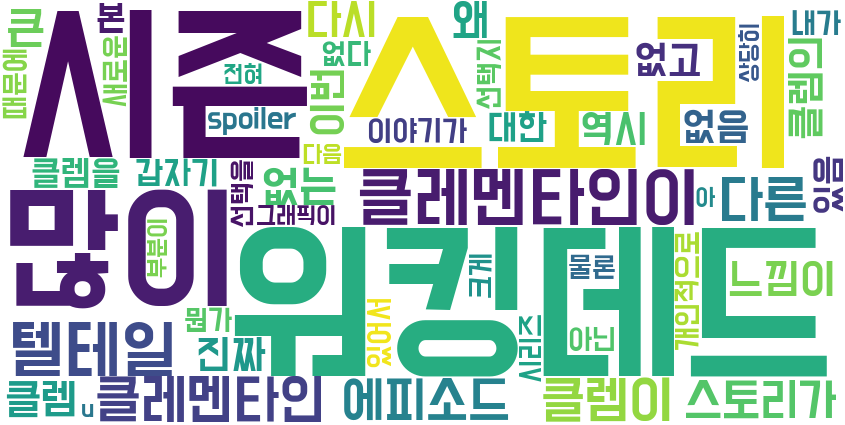 큰
본
시즌
스토리
다시
왜
내가
때문에
새로운
전혀
없다
이번
선택지
없고
상당히
클렘의
spoiler
이야기가
대한
역시
없음
클렘을
갑자기
다음
선택을
없는
그래픽이
클레멘타인이
아
다른
있음
많이
부분이
워킹데드
크게
물론
개인적으로
느낌이
텔테일
뭔가
진짜
있어서
시리즈
아닌
클렘
u
클레멘타인
에피소드
클렘이
스토리가